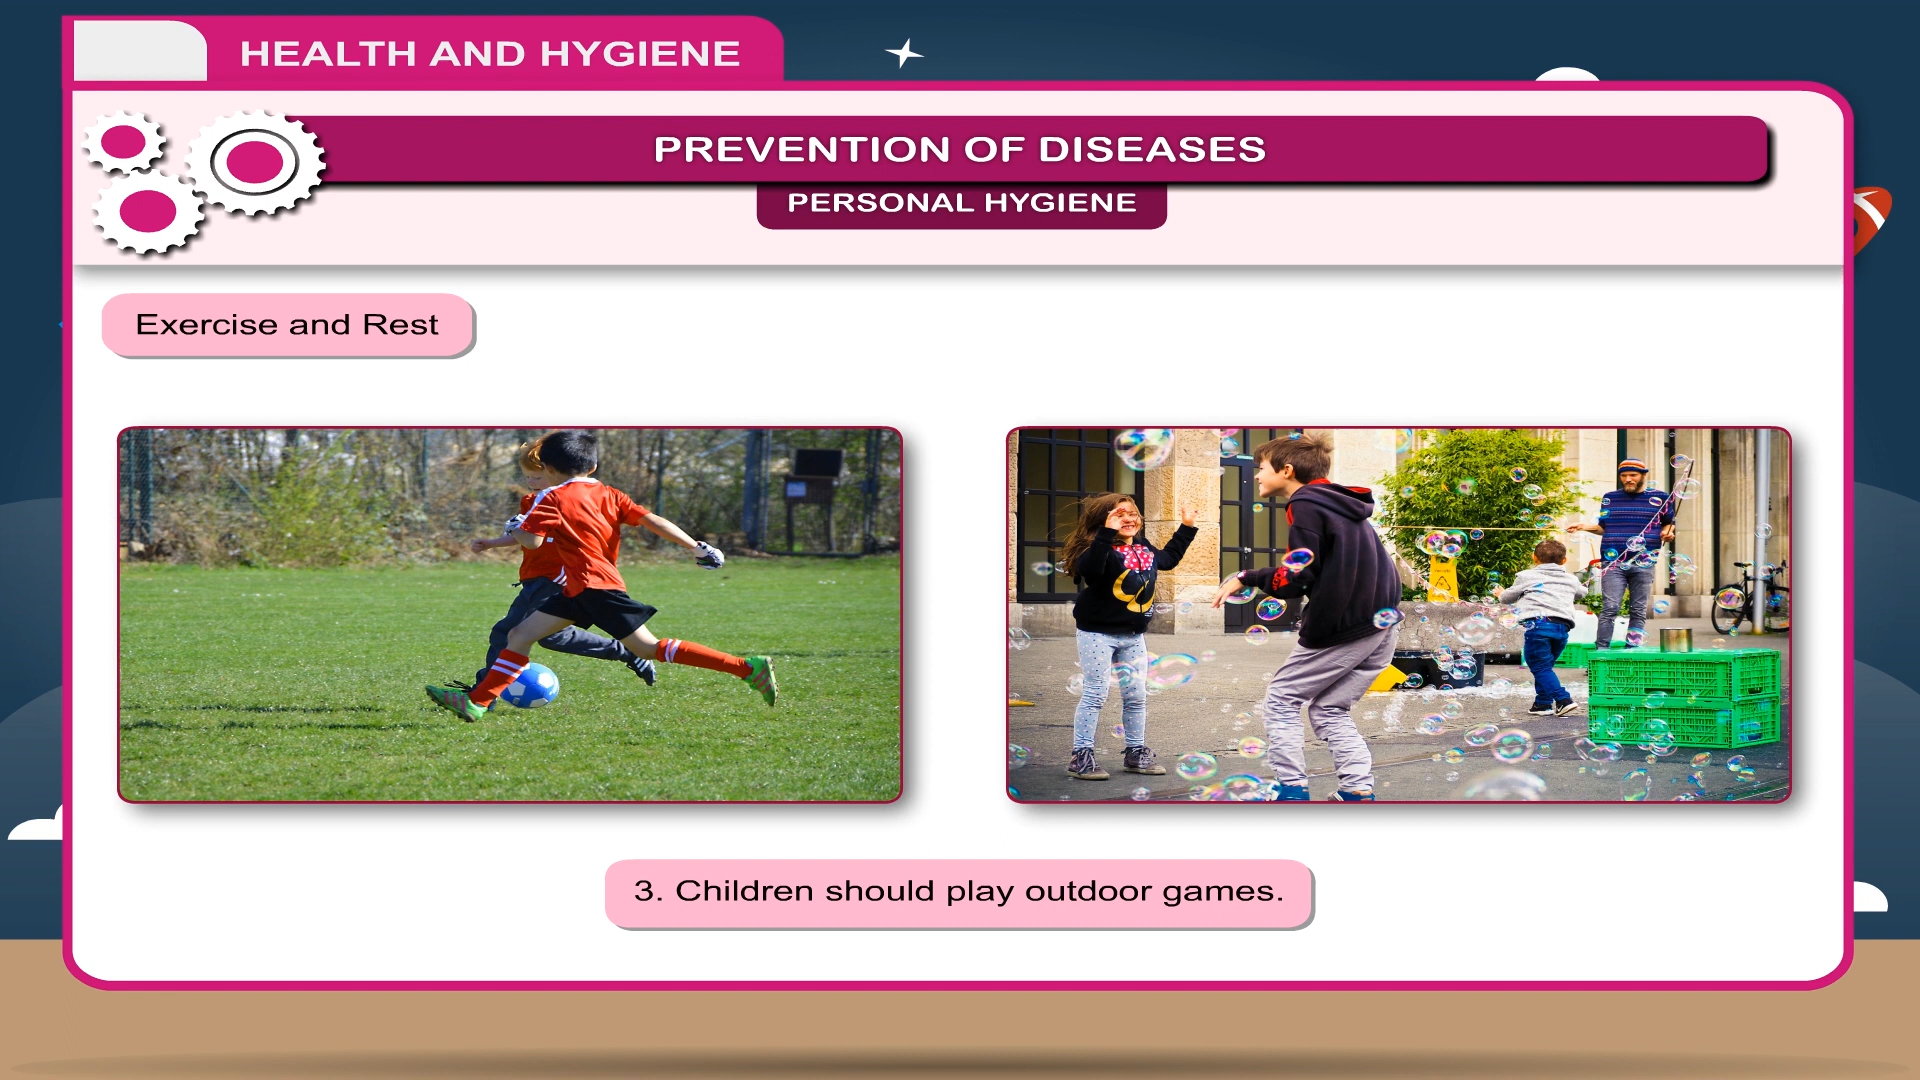 HEALTH AND HYGIENE
PREVENTION OF DISEASES
PERSONAL HYGIENE
Exercise and Rest
3. Children should play outdoor games.